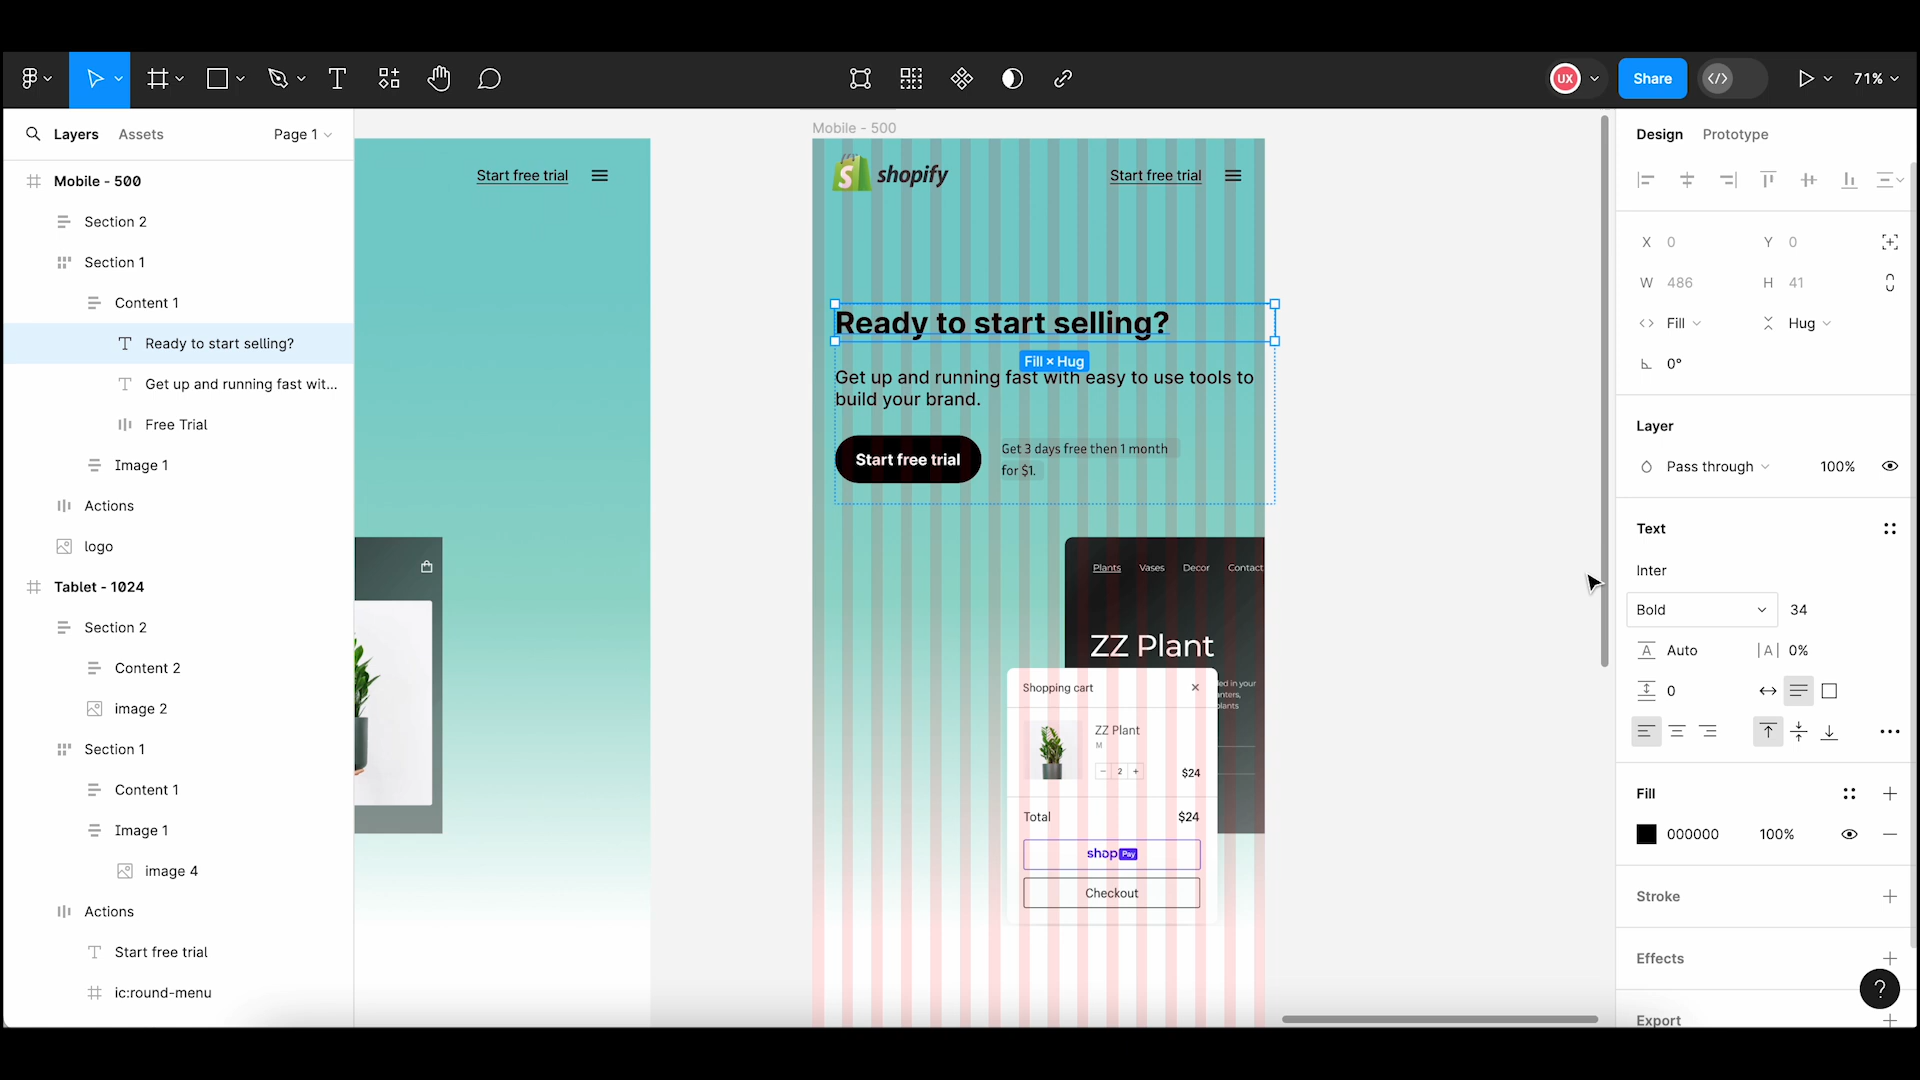 UX
Share
71%
Layers
Assets
Page 1
Mobile - 500
Section 2
Section 1
Content 1
Ready to start selling?
Get up and running fast wit...
Free Trial
Image 1
Actions
logo
Tablet - 1024
Section 2
Content 2
image 2
Section 1
Content 1
Image 1
image 4
Actions
Start free trial
ic:round-menu
Start free trial
Mobile - 500
shopify
Start free trial
Ready to start selling?
Fill × Hug
Get up and running fast with easy to use tools to
build your brand.
Start free trial
Get 3 days free then 1 month
for $1.
Plants
Vases
Decor
Contact
ZZ Plant
ed in your
anters,
plants
Shopping cart
ZZ Plant
M
− 2 +
$24
Total
$24
shop Pay
Checkout
Design
Prototype
X 0
Y 0
W 486
H 41
Fill
Hug
0°
Layer
Pass through
100%
Text
Inter
Bold
34
Auto
0%
0
Fill
000000
100%
Stroke
Effects
Export
?